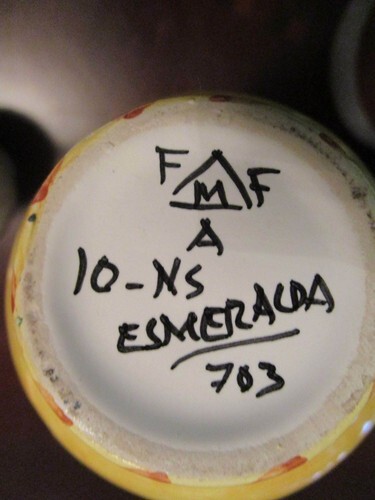 F M F
A
10-NS
ESMERALDA
703